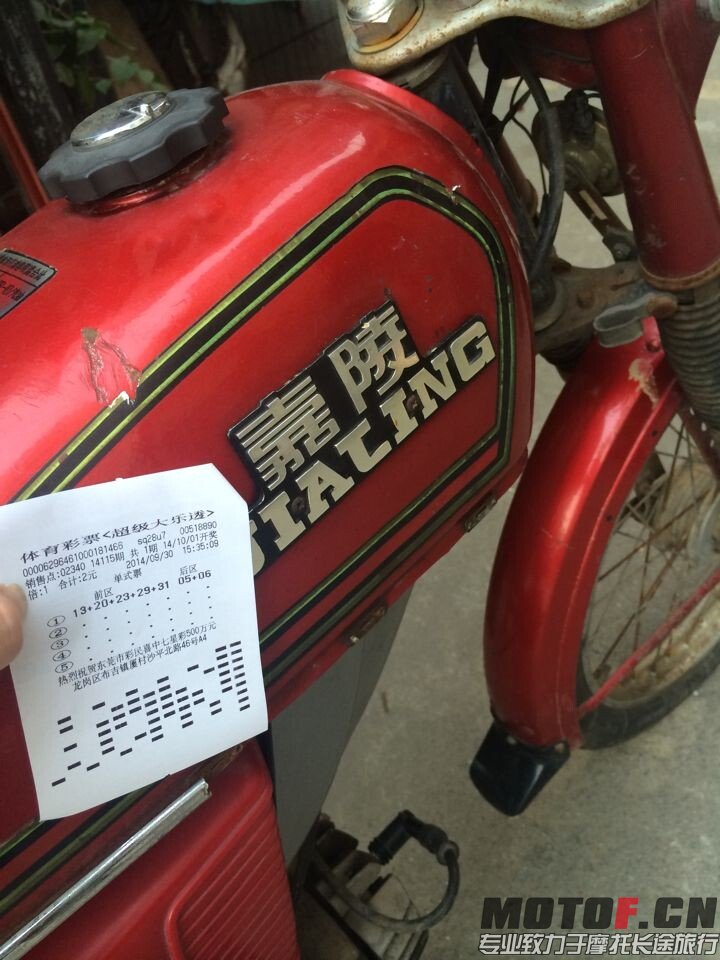 嘉陵
JIALING
体育彩票<超级大乐透>
000062964610000181466 sq28u7 00518890
销售点:02340 14115期 共 1期 14/10/01开奖
倍:1 合计:2元 单式票 2014/09/30 15:35:09
前区 后区
① 13+20+23+29+31 05+06
②
③
④
⑤
热烈祝贺东莞市彩民喜中七星彩500万元
龙岗区布吉镇厦村沙平北路46号A4
MOTOF.CN
专业致力于摩托长途旅行